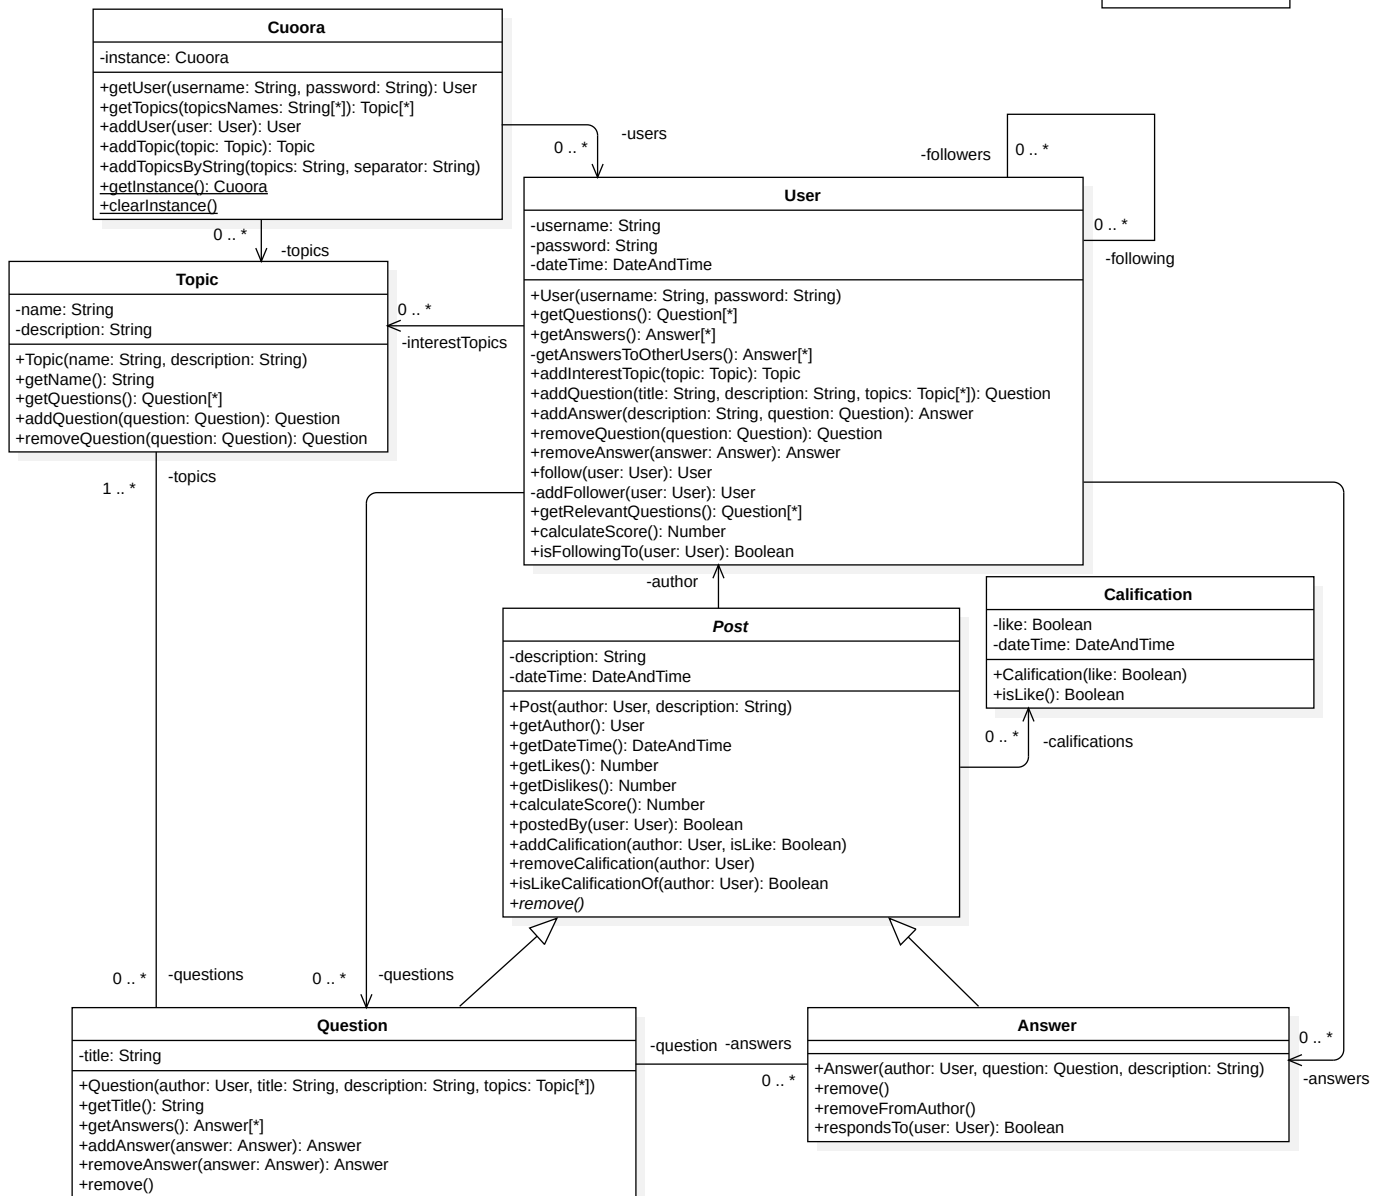 Cuoora
-instance: Cuoora
+getUser(username: String, password: String): User
+getTopics(topicsNames: String[*]): Topic[*]
+addUser(user: User): User
+addTopic(topic: Topic): Topic
+addTopicsByString(topics: String, separator: String)
+getInstance(): Cuoora
+clearInstance()
-users
0 .. *
-followers
0 .. *
0 .. *
-following
0 .. *
-topics
User
-username: String
-password: String
-dateTime: DateAndTime
+User(username: String, password: String)
+getQuestions(): Question[*]
+getAnswers(): Answer[*]
-getAnswersToOtherUsers(): Answer[*]
+addInterestTopic(topic: Topic): Topic
+addQuestion(title: String, description: String, topics: Topic[*]): Question
+addAnswer(description: String, question: Question): Answer
+removeQuestion(question: Question): Question
+removeAnswer(answer: Answer): Answer
+follow(user: User): User
-addFollower(user: User): User
+getRelevantQuestions(): Question[*]
+calculateScore(): Number
+isFollowingTo(user: User): Boolean
Topic
-name: String
-description: String
+Topic(name: String, description: String)
+getName(): String
+getQuestions(): Question[*]
+addQuestion(question: Question): Question
+removeQuestion(question: Question): Question
0 .. *
-interestTopics
-topics
1 .. *
-author
Post
-description: String
-dateTime: DateAndTime
+Post(author: User, description: String)
+getAuthor(): User
+getDateTime(): DateAndTime
+getLikes(): Number
+getDislikes(): Number
+calculateScore(): Number
+postedBy(user: User): Boolean
+addCalification(author: User, isLike: Boolean)
+removeCalification(author: User)
+isLikeCalificationOf(author: User): Boolean
+remove()
Calification
-like: Boolean
-dateTime: DateAndTime
+Calification(like: Boolean)
+isLike(): Boolean
0 .. *
-califications
0 .. *
-questions
0 .. *
-questions
Question
-title: String
+Question(author: User, title: String, description: String, topics: Topic[*])
+getTitle(): String
+getAnswers(): Answer[*]
+addAnswer(answer: Answer): Answer
+removeAnswer(answer: Answer): Answer
+remove()
-question
-answers
0 .. *
Answer
+Answer(author: User, question: Question, description: String)
+remove()
+removeFromAuthor()
+respondsTo(user: User): Boolean
0 .. *
-answers